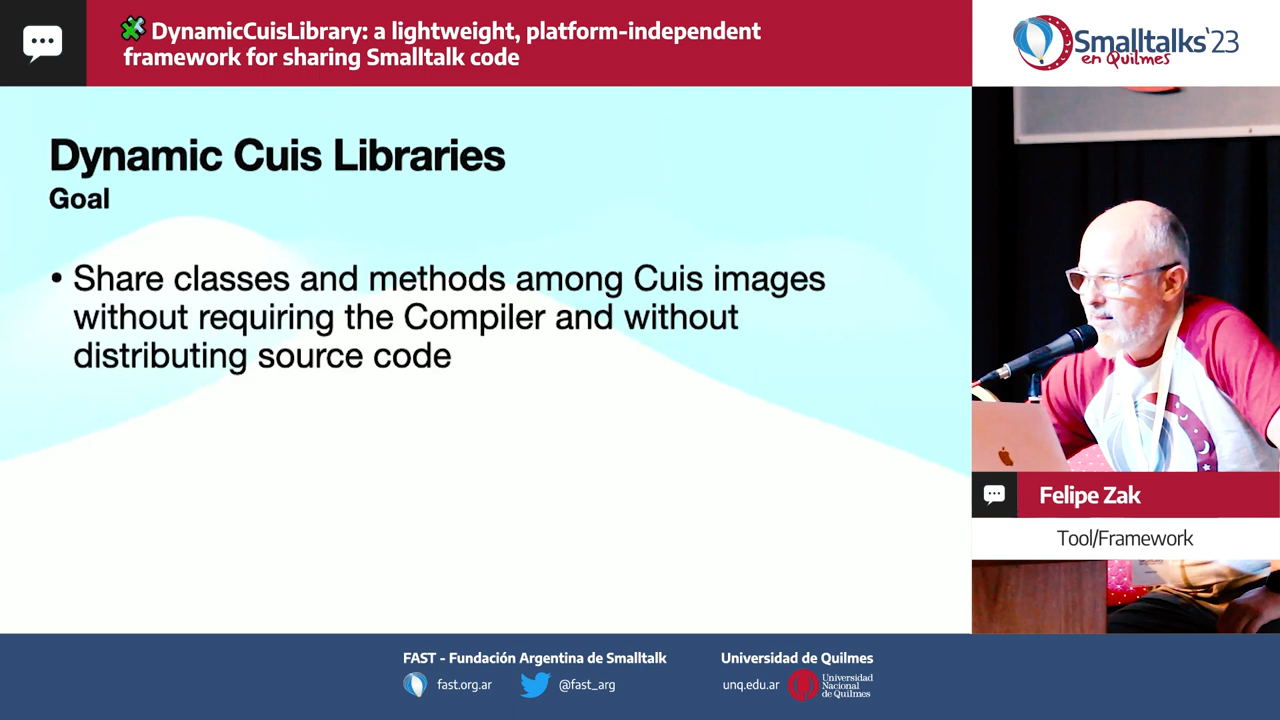 DynamicCuisLibrary: a lightweight, platform-independent
framework for sharing Smalltalk code
Smalltalks'23
en Quilmes
Dynamic Cuis Libraries
Goal
• Share classes and methods among Cuis images
without requiring the Compiler and without
distributing source code
Felipe Zak
Tool/Framework
FAST - Fundación Argentina de Smalltalk
fast.org.ar
@fast_arg
Universidad de Quilmes
unq.edu.ar
Universidad
Nacional
de Quilmes